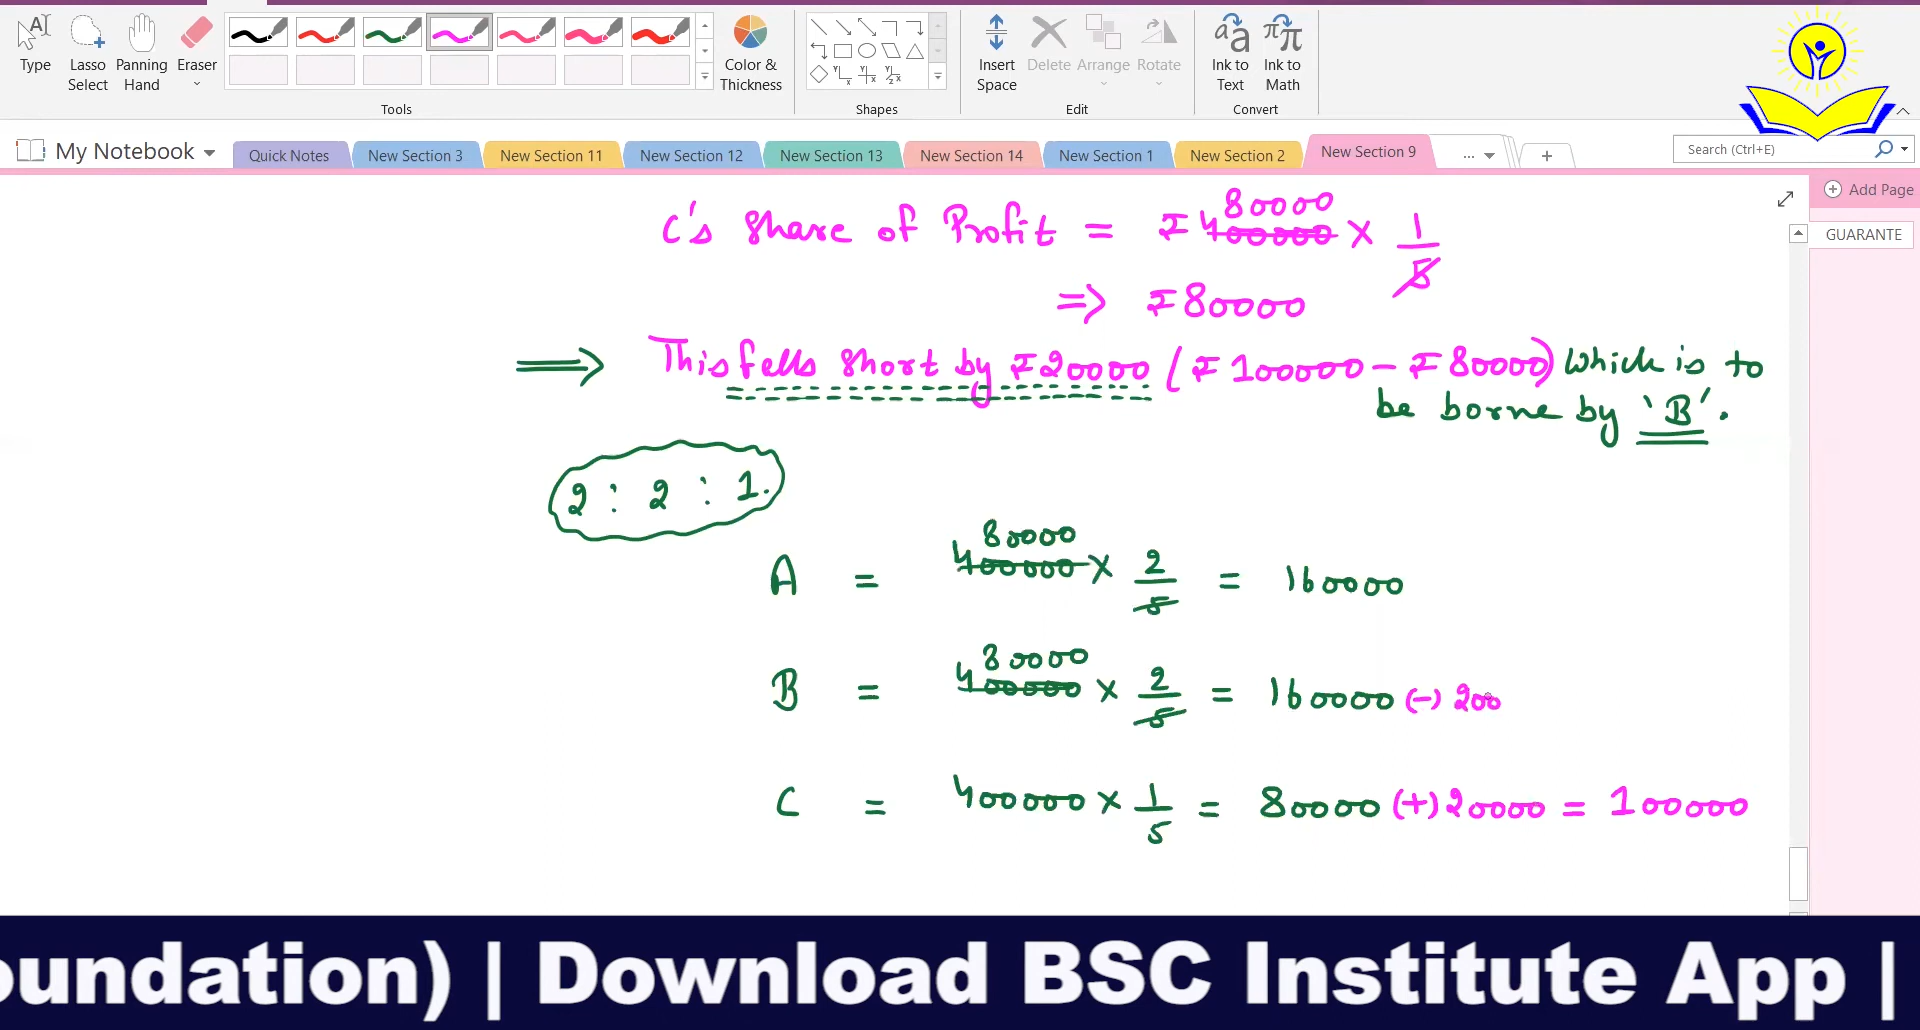 Type
Lasso Select
Panning Hand
Eraser
Color & Thickness
Insert Space
Delete
Arrange
Rotate
Ink to Text
Ink to Math
Tools
Shapes
Edit
Convert
My Notebook
Quick Notes
New Section 3
New Section 11
New Section 12
New Section 13
New Section 14
New Section 1
New Section 2
New Section 9
...
Search (Ctrl+E)
Add Page
GUARANTE
C's Share of Profit = ₹ 400000 80000 × 1/5
=> ₹80000
This fells short by ₹20000 (₹100000 - ₹80000) which is to
be borne by 'B'.
2 : 2 : 1.
A = 400000 80000 × 2/5 = 160000
B = 400000 80000 × 2/5 = 160000 (-) 200
C = 400000 × 1/5 = 80000 (+) 20000 = 100000
oundation) | Download BSC Institute App |